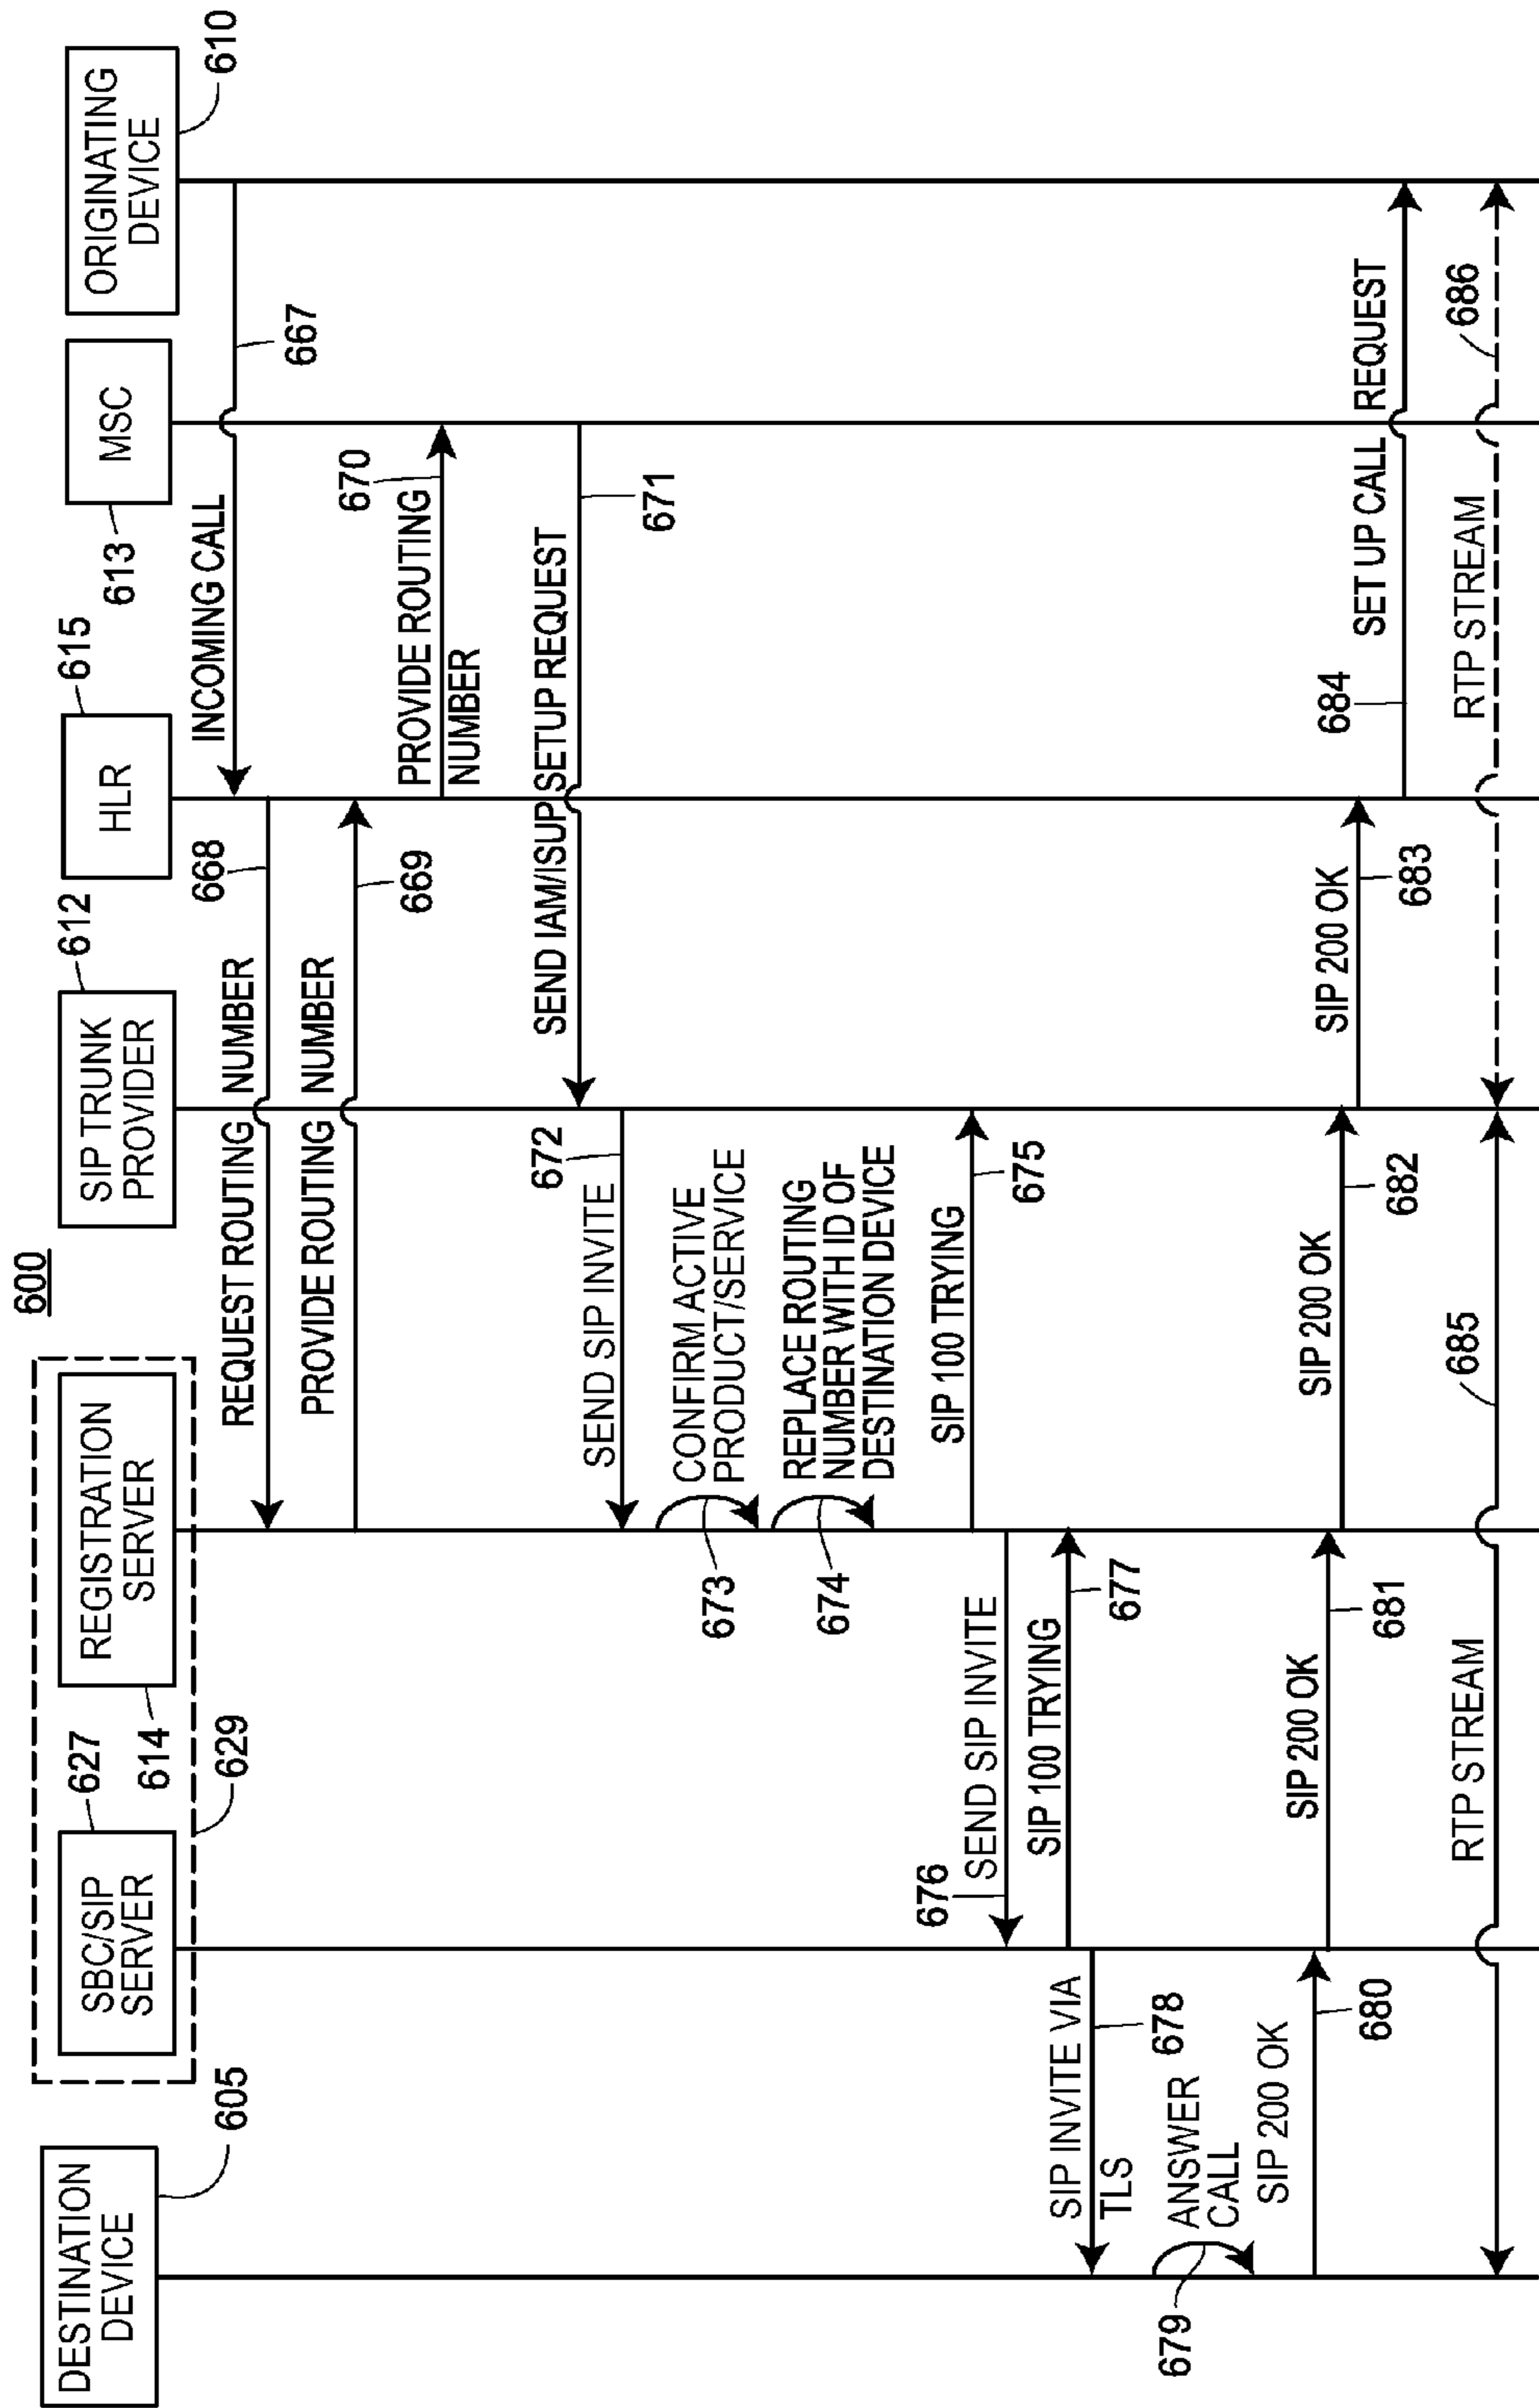 600
DESTINATION
DEVICE
605
SBC/SIP
SERVER
627
REGISTRATION
SERVER
614
629
SIP TRUNK
PROVIDER
612
HLR
615
MSC
613
ORIGINATING
DEVICE
610
INCOMING CALL
667
REQUEST ROUTING NUMBER
668
PROVIDE ROUTING NUMBER
669
PROVIDE ROUTING
NUMBER
670
SEND IAM/ISUP SETUP REQUEST
671
SEND SIP INVITE
672
CONFIRM ACTIVE
PRODUCT/SERVICE
673
REPLACE ROUTING
NUMBER WITH ID OF
DESTINATION DEVICE
674
SIP 100 TRYING
675
SEND SIP INVITE
676
SIP 100 TRYING
677
SIP INVITE VIA
TLS
678
ANSWER
CALL
679
SIP 200 OK
680
SIP 200 OK
681
SIP 200 OK
682
SIP 200 OK
683
SET UP CALL REQUEST
684
RTP STREAM
685
RTP STREAM
686